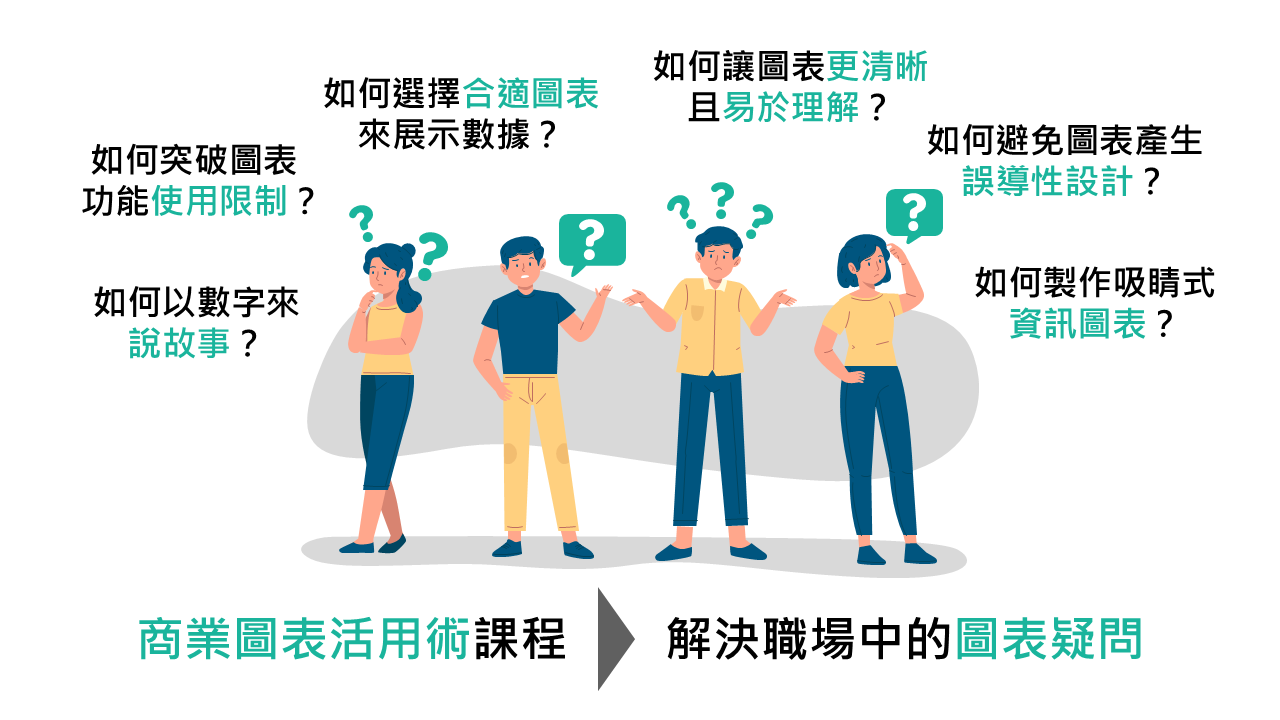 如何讓圖表更清晰
且易於理解？
如何選擇合適圖表
來展示數據？
如何避免圖表產生
誤導性設計？
如何突破圖表
功能使用限制？
如何以數字來
說故事？
如何製作吸睛式
資訊圖表？
?
?
?
?
?
?
?
商業圖表活用術課程
解決職場中的圖表疑問